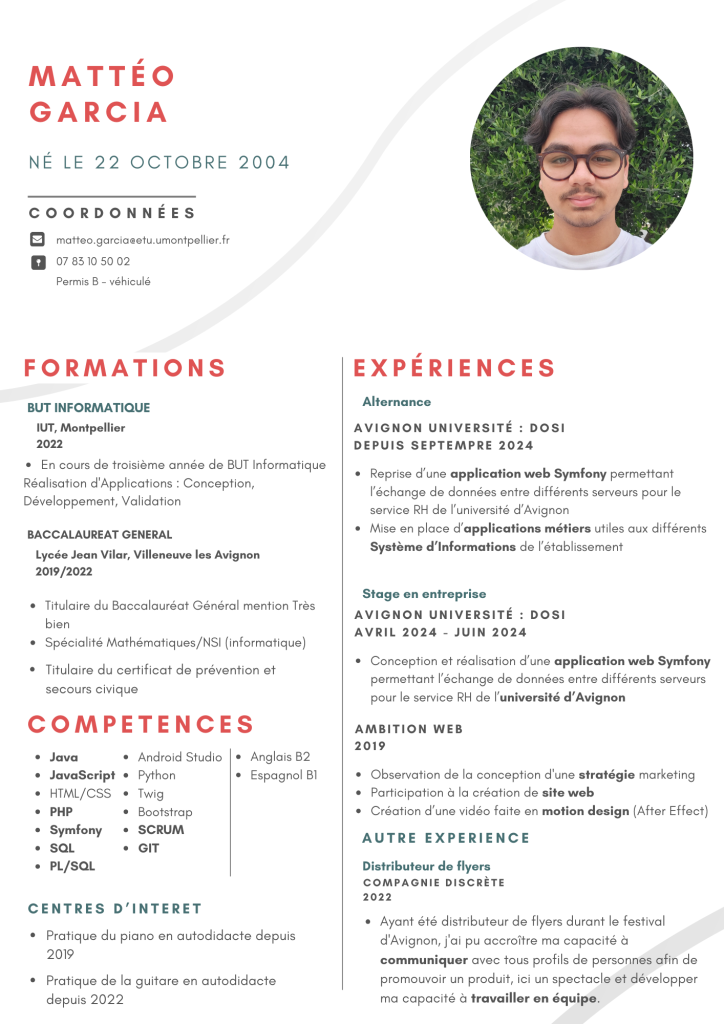 MATTÉO
GARCIA
NÉ LE 22 OCTOBRE 2004
COORDONNÉES
matteo.garcia@etu.umontpellier.fr
07 83 10 50 02
Permis B - véhiculé
FORMATIONS
BUT INFORMATIQUE
IUT, Montpellier
2022
• En cours de troisième année de BUT Informatique
Réalisation d'Applications : Conception,
Développement, Validation
BACCALAUREAT GENERAL
Lycée Jean Vilar, Villeneuve les Avignon
2019/2022
• Titulaire du Baccalauréat Général mention Très
bien
• Spécialité Mathématiques/NSI (informatique)
• Titulaire du certificat de prévention et
secours civique
COMPETENCES
• Java
• JavaScript
• HTML/CSS
• PHP
• Symfony
• SQL
• PL/SQL
• Android Studio
• Python
• Twig
• Bootstrap
• SCRUM
• GIT
• Anglais B2
• Espagnol B1
CENTRES D'INTERET
• Pratique du piano en autodidacte depuis
2019
• Pratique de la guitare en autodidacte
depuis 2022
EXPÉRIENCES
Alternance
AVIGNON UNIVERSITÉ : DOSI
DEPUIS SEPTEMPRE 2024
• Reprise d'une application web Symfony permettant
l'échange de données entre différents serveurs pour le
service RH de l'université d'Avignon
• Mise en place d'applications métiers utiles aux différents
Système d'Informations de l'établissement
Stage en entreprise
AVIGNON UNIVERSITÉ : DOSI
AVRIL 2024 - JUIN 2024
• Conception et réalisation d'une application web Symfony
permettant l'échange de données entre différents serveurs
pour le service RH de l'université d'Avignon
AMBITION WEB
2019
• Observation de la conception d'une stratégie marketing
• Participation à la création de site web
• Création d'une vidéo faite en motion design (After Effect)
AUTRE EXPERIENCE
Distributeur de flyers
COMPAGNIE DISCRÈTE
2022
• Ayant été distributeur de flyers durant le festival
d'Avignon, j'ai pu accroître ma capacité à
communiquer avec tous profils de personnes afin de
promouvoir un produit, ici un spectacle et développer
ma capacité à travailler en équipe.